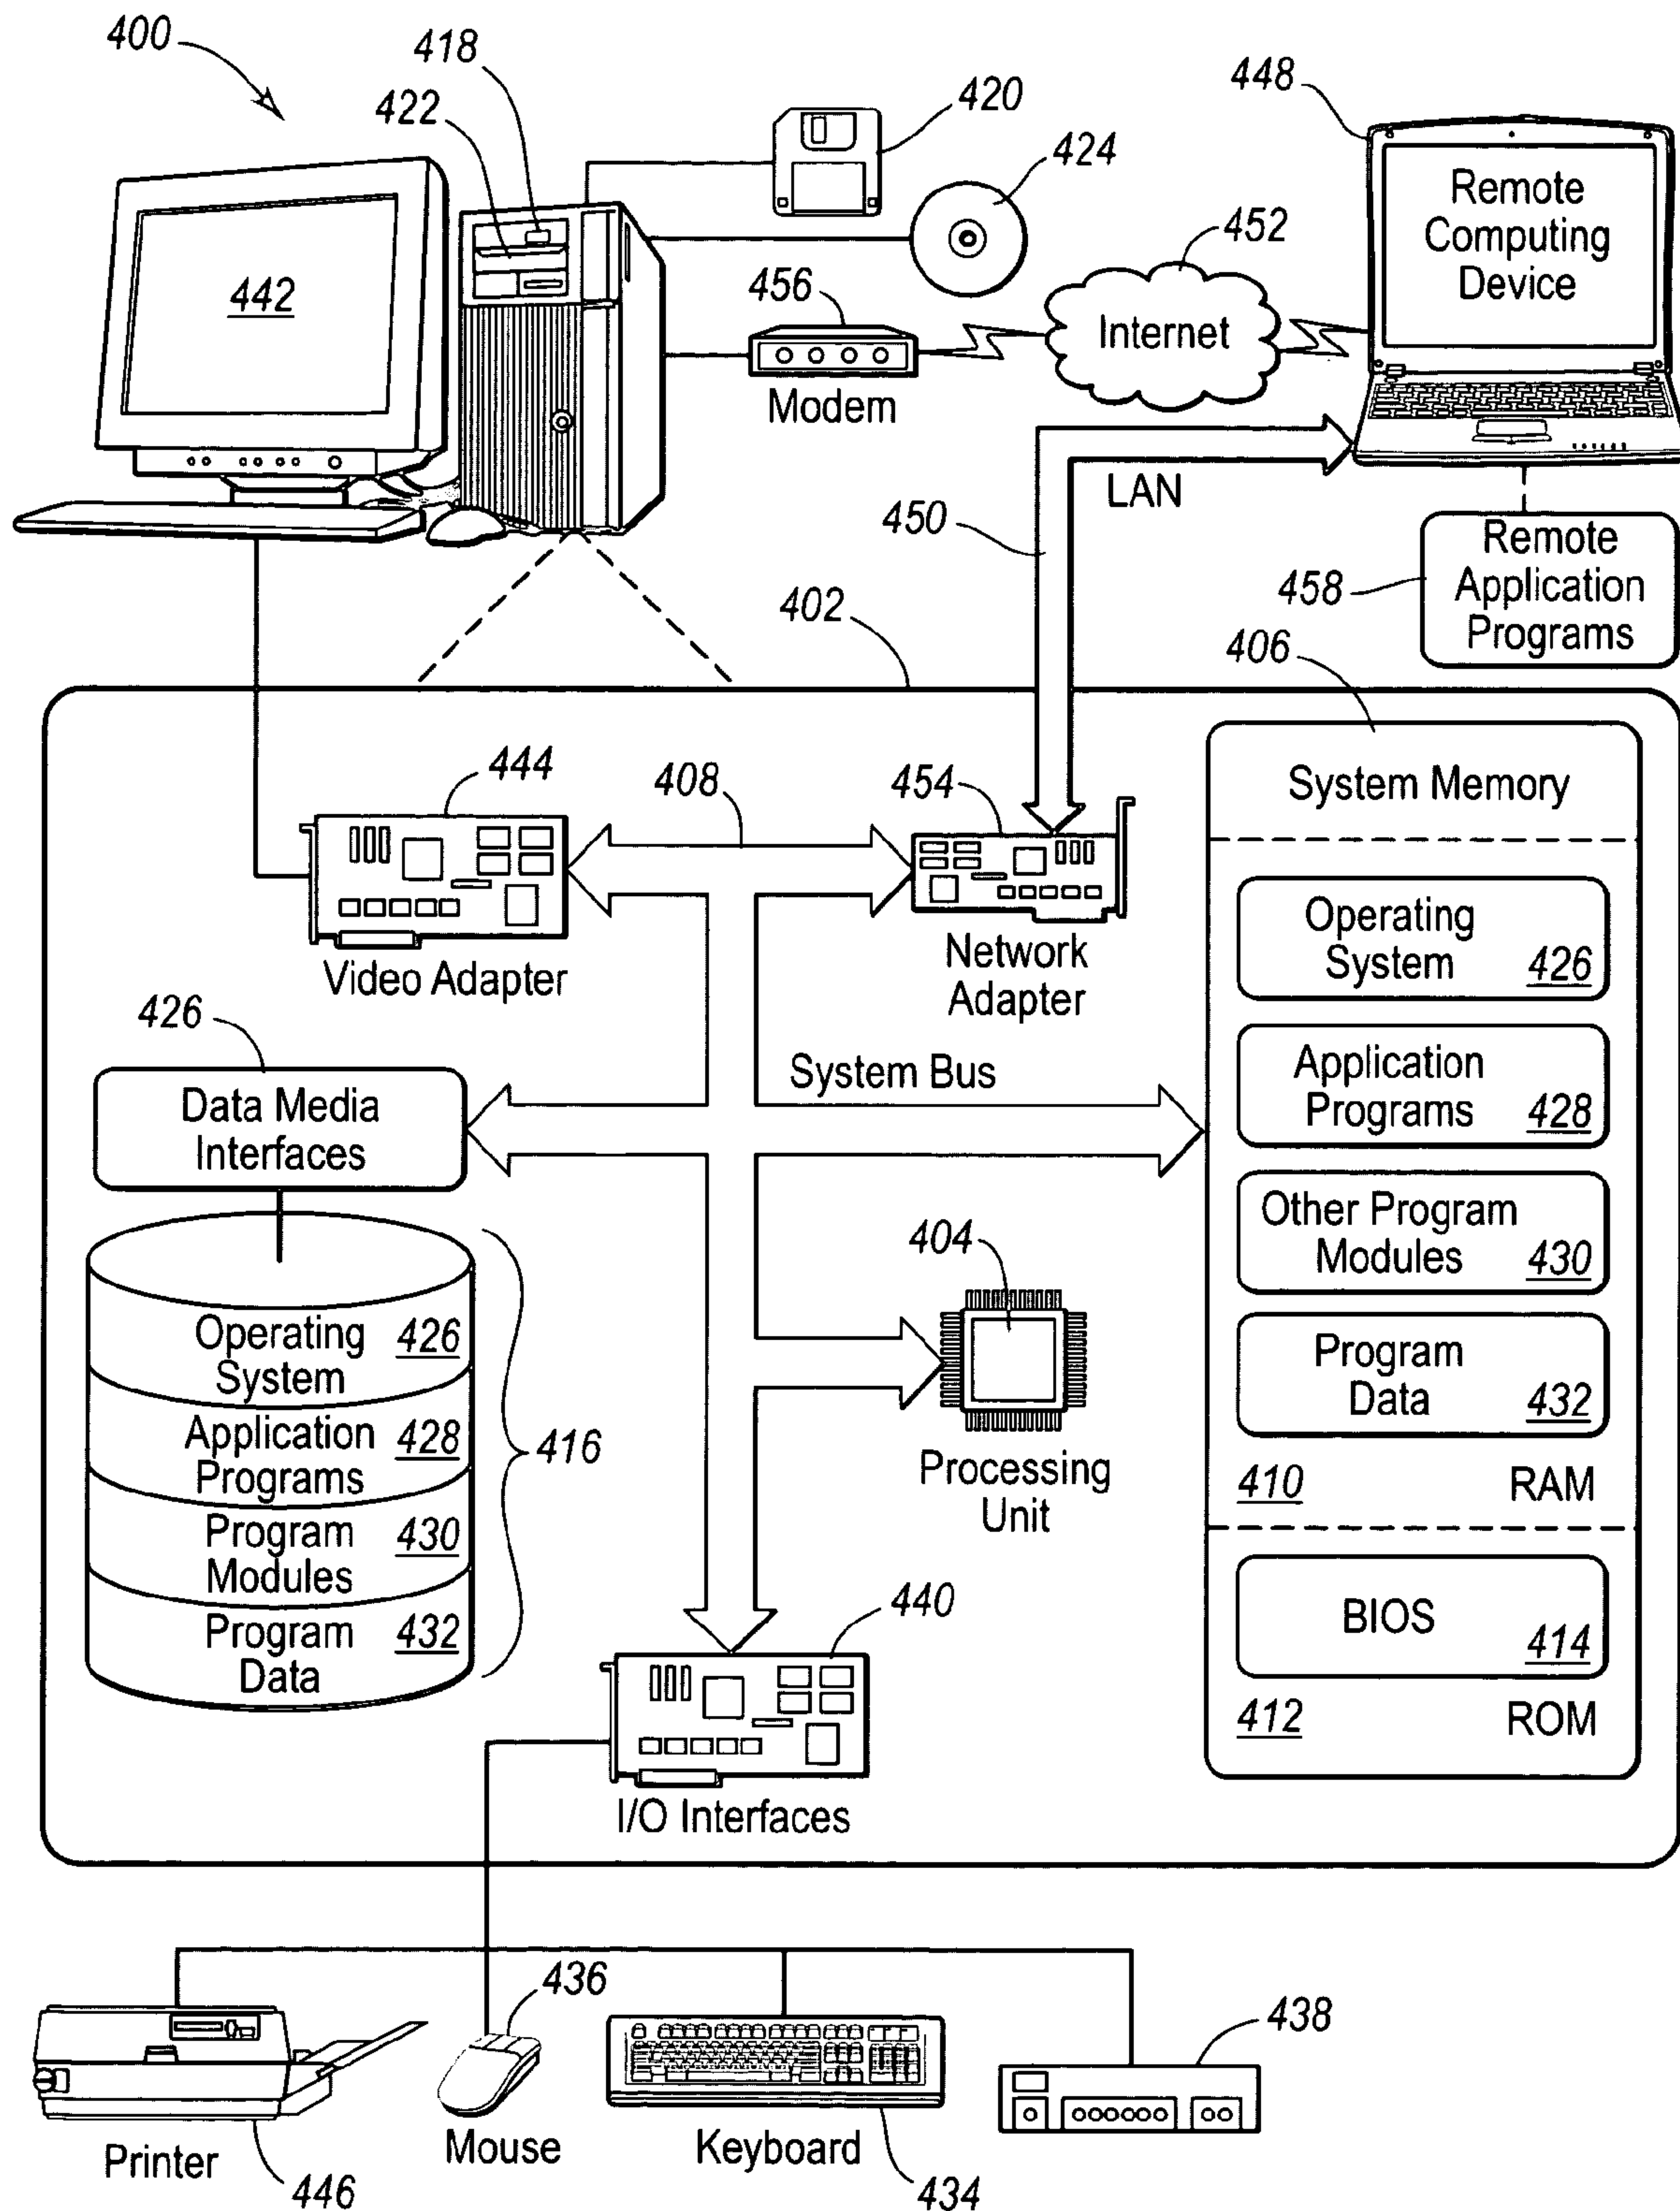 400
418
422
420
424
448
Remote
Computing
Device
442
456
452
Internet
Modem
LAN
450
Remote
Application
Programs
458
402
406
444
408
454
System Memory
Operating
System 426
Video Adapter
Network
Adapter
426
System Bus
Application
Programs 428
Data Media
Interfaces
Other Program
Modules 430
404
Operating
System 426
Program
Data 432
Application
Programs 428
416
Processing
Unit
410 RAM
Program
Modules 430
BIOS 414
440
Program
Data 432
412 ROM
I/O Interfaces
436
438
Printer
Mouse
Keyboard
446
434